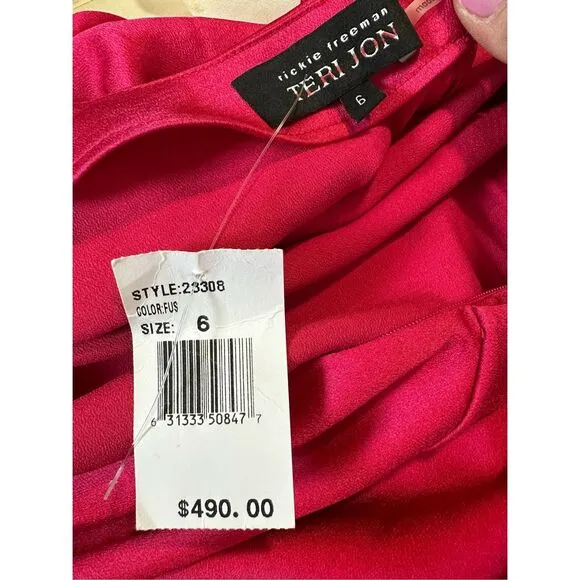 rickie freeman
TERI JON
6
STYLE:23308
COLOR:FUS
SIZE: 6
6 31333 50847 7
$490.00